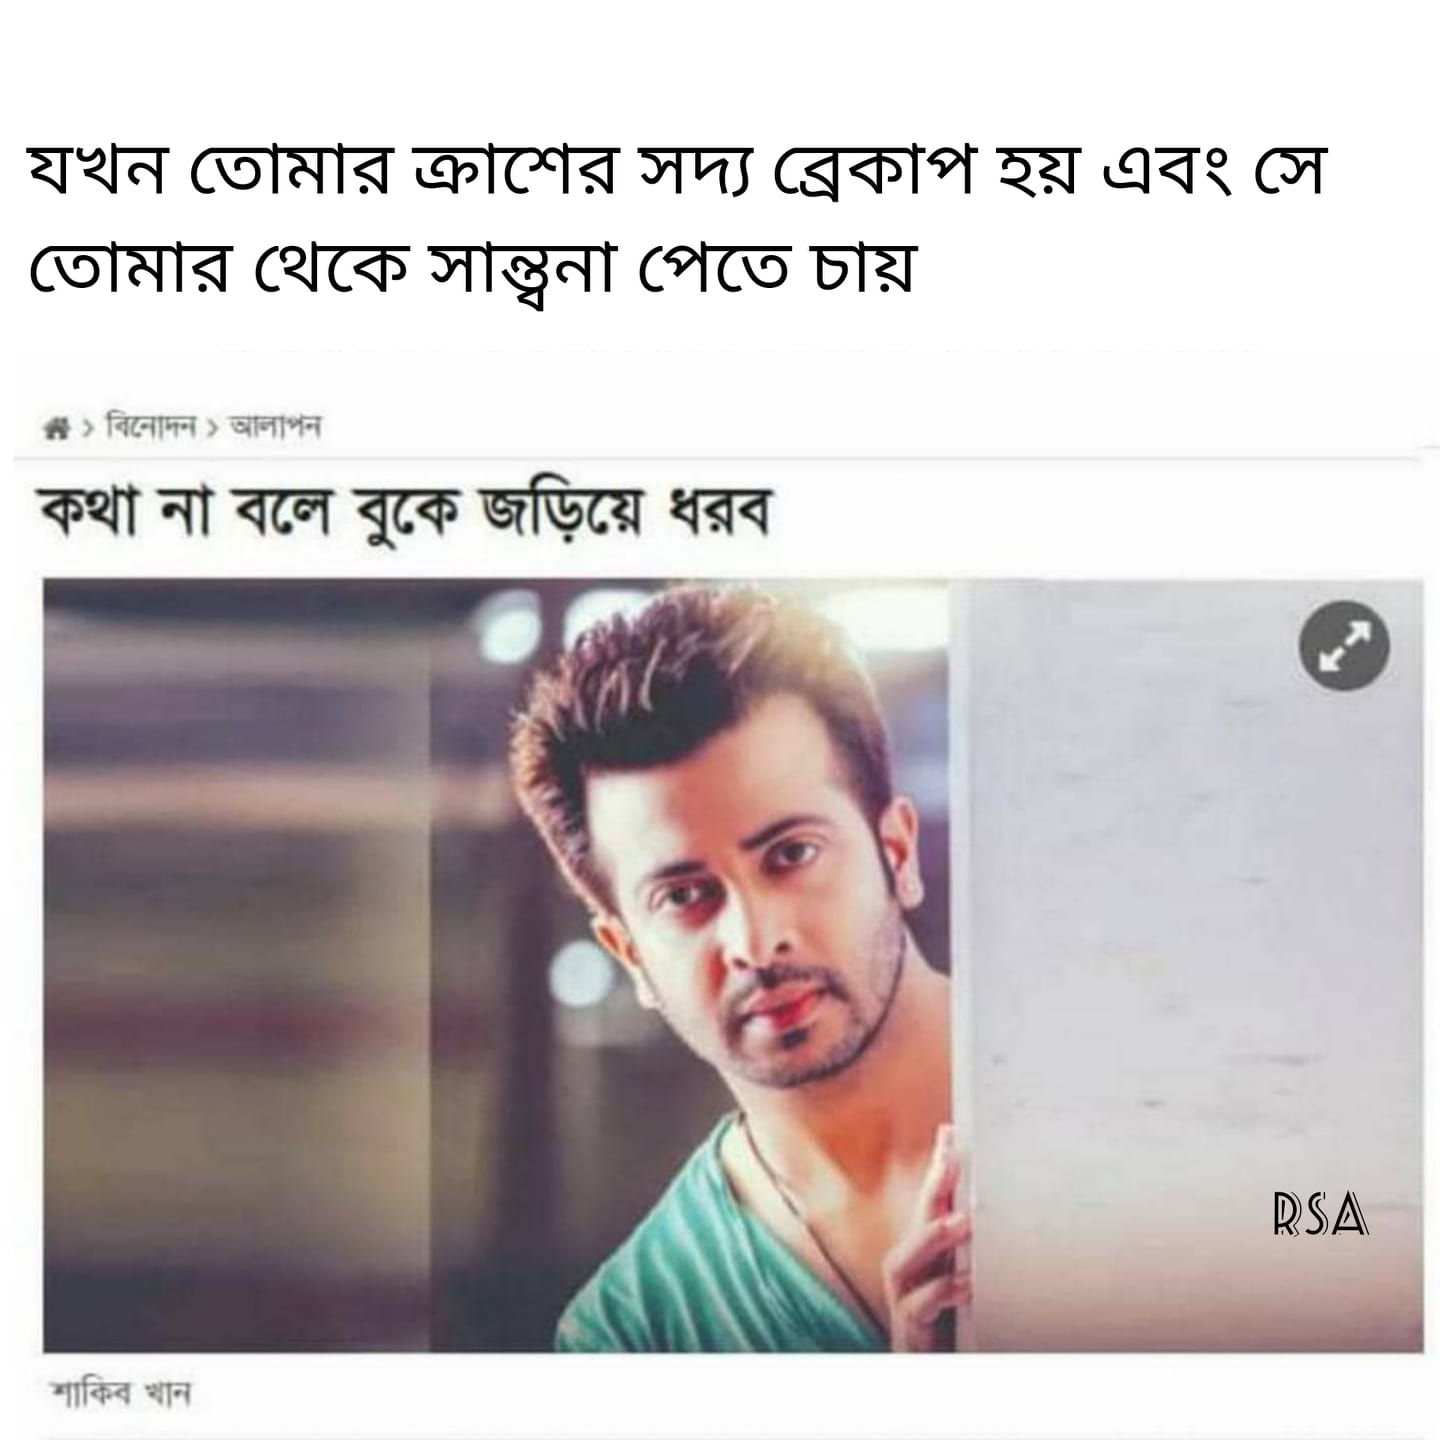 যখন তোমার ক্রাশের সদ্য ব্রেকাপ হয় এবং সে
তোমার থেকে সান্ত্বনা পেতে চায়
> বিনোদন > আলাপন
কথা না বলে বুকে জড়িয়ে ধরব
RSA
শাকিব খান